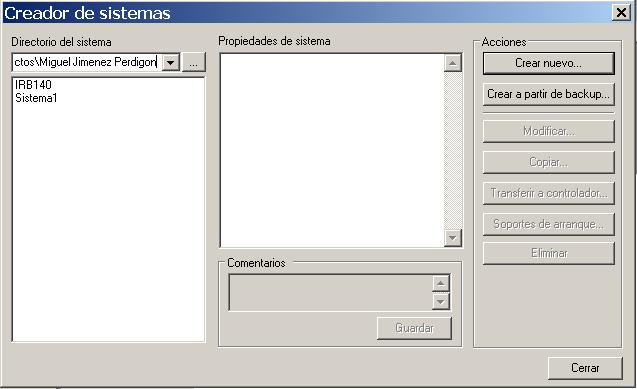 Creador de sistemas
Directorio del sistema
ctos\Miguel Jimenez Perdigon
...
IRB140
Sistema1
Propiedades de sistema
Comentarios
Guardar
Acciones
Crear nuevo...
Crear a partir de backup...
Modificar...
Copiar...
Transferir a controlador...
Soportes de arranque...
Eliminar
Cerrar